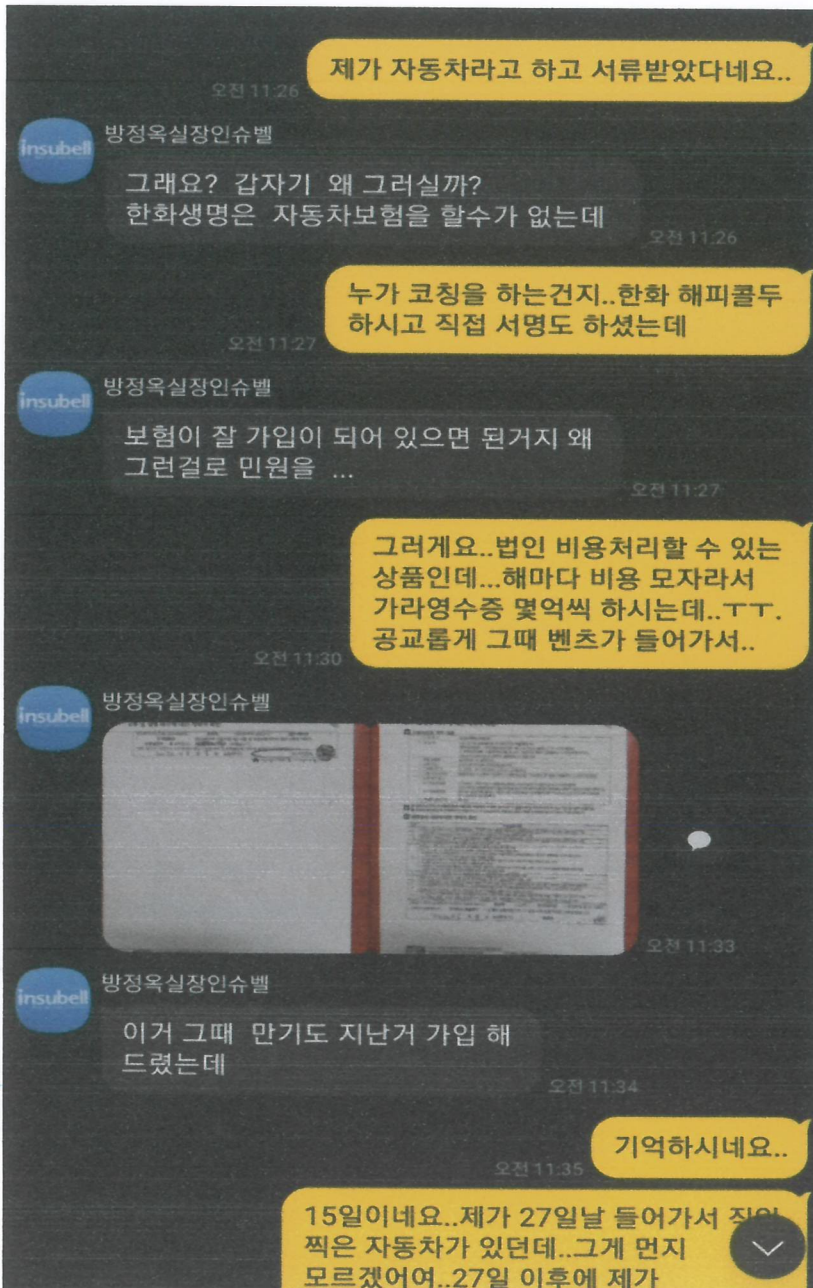 제가 자동차라고 하고 서류받았다네요..
오전 11:26
insubell
방정옥실장인슈벨
그래요? 갑자기 왜 그러실까?
한화생명은 자동차보험을 할수가 없는데
오전 11:26
누가 코칭을 하는건지..한화 해피콜두
하시고 직접 서명도 하셨는데
오전 11:27
insubell
방정옥실장인슈벨
보험이 잘 가입이 되어 있으면 된거지 왜
그런걸로 민원을 ...
오전 11:27
그러게요..법인 비용처리할 수 있는
상품인데...해마다 비용 모자라서
가라영수증 몇억씩 하시는데..ㅜㅜ.
공교롭게 그때 벤츠가 들어가서..
오전 11:30
insubell
방정옥실장인슈벨
오전 11:33
insubell
방정옥실장인슈벨
이거 그때 만기도 지난거 가입 해
드렸는데
오전 11:34
기억하시네요..
오전 11:35
15일이네요..제가 27일날 들어가서
찍은 자동차가 있던데..그게 먼지
모르겠어여..27일 이후에 제가